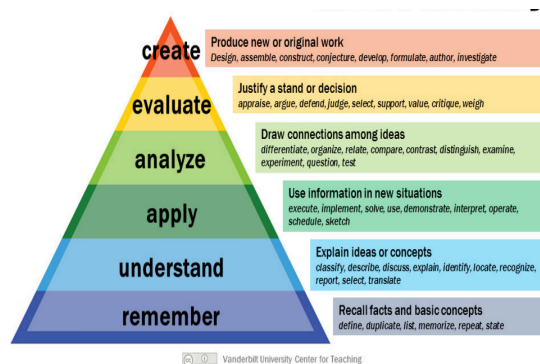 create
Produce new or original work
Design, assemble, construct, conjecture, develop, formulate, author, investigate
evaluate
Justify a stand or decision
appraise, argue, defend, judge, select, support, value, critique, weigh
analyze
Draw connections among ideas
differentiate, organize, relate, compare, contrast, distinguish, examine,
experiment, question, test
apply
Use information in new situations
execute, implement, solve, use, demonstrate, interpret, operate,
schedule, sketch
understand
Explain ideas or concepts
classify, describe, discuss, explain, identify, locate, recognize,
report, select, translate
remember
Recall facts and basic concepts
define, duplicate, list, memorize, repeat, state
cc
Vanderbilt University Center for Teaching